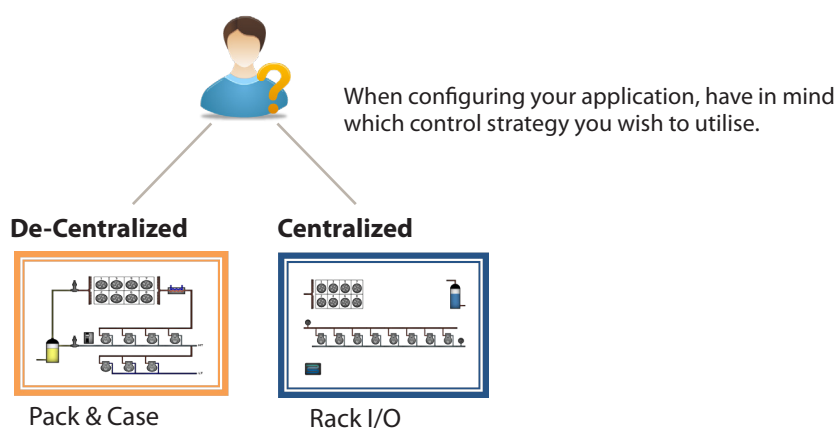 When configuring your application, have in mind
which control strategy you wish to utilise.
De-Centralized
Centralized
Pack & Case
Rack I/O